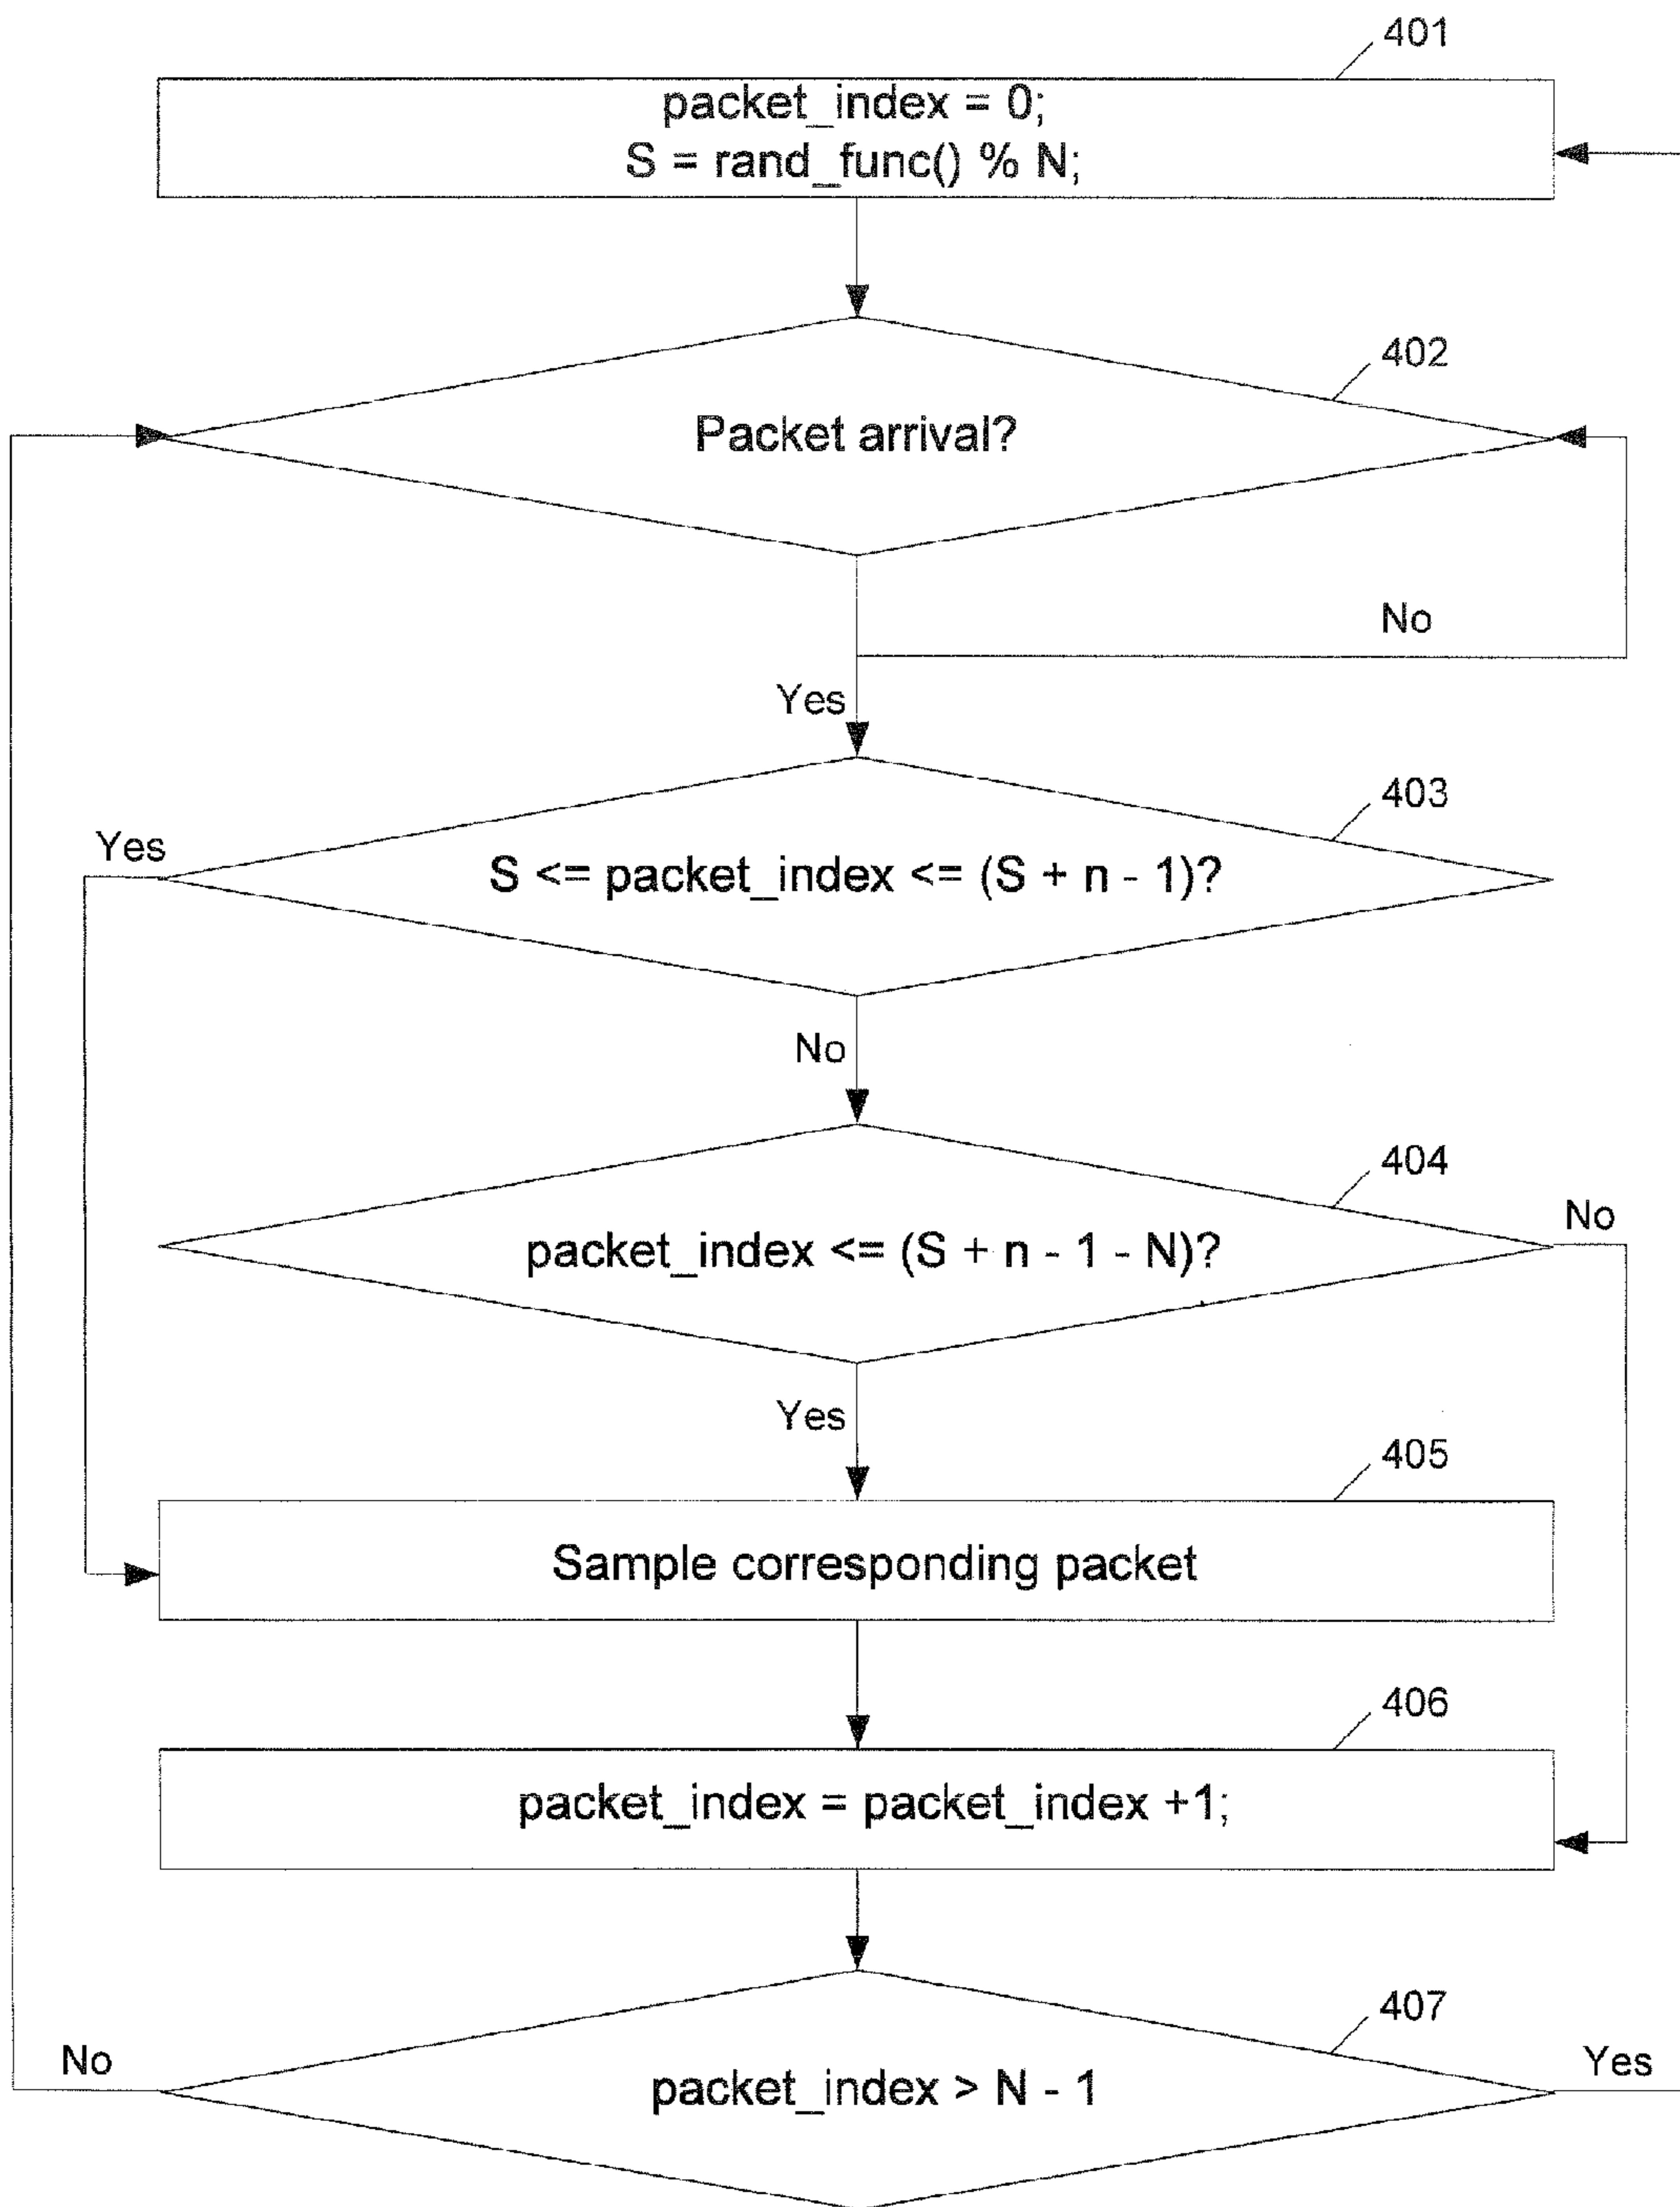 401
packet_index = 0;
S = rand_func() % N;
402
Packet arrival?
No
Yes
403
Yes
S <= packet_index <= (S + n - 1)?
No
404
No
packet_index <= (S + n - 1 - N)?
Yes
405
Sample corresponding packet
406
packet_index = packet_index +1;
407
No
Yes
packet_index > N - 1